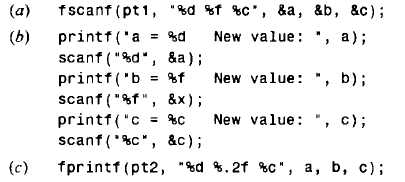 (a) fscanf(pt1, "%d %f %c", &a, &b, &c);
(b) printf("a = %d   New value: ", a);
scanf("%d", &a);
printf("b = %f   New value: ", b);
scanf("%f", &x);
printf("c = %c   New value: ", c);
scanf("%c", &c);
(c) fprintf(pt2, "%d %.2f %c", a, b, c);